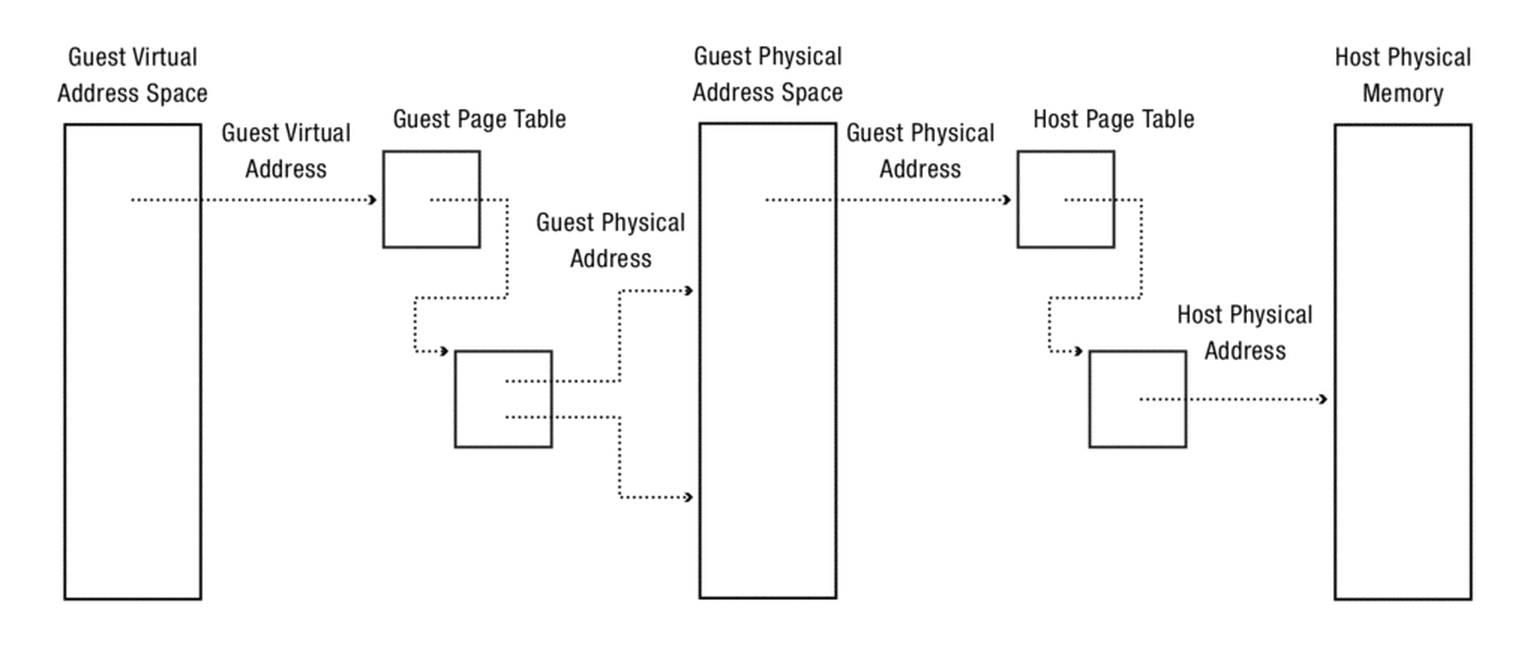 Guest Virtual
Address Space
Guest Virtual
Address
Guest Page Table
Guest Physical
Address
Guest Physical
Address Space
Guest Physical
Address
Host Page Table
Host Physical
Address
Host Physical
Memory